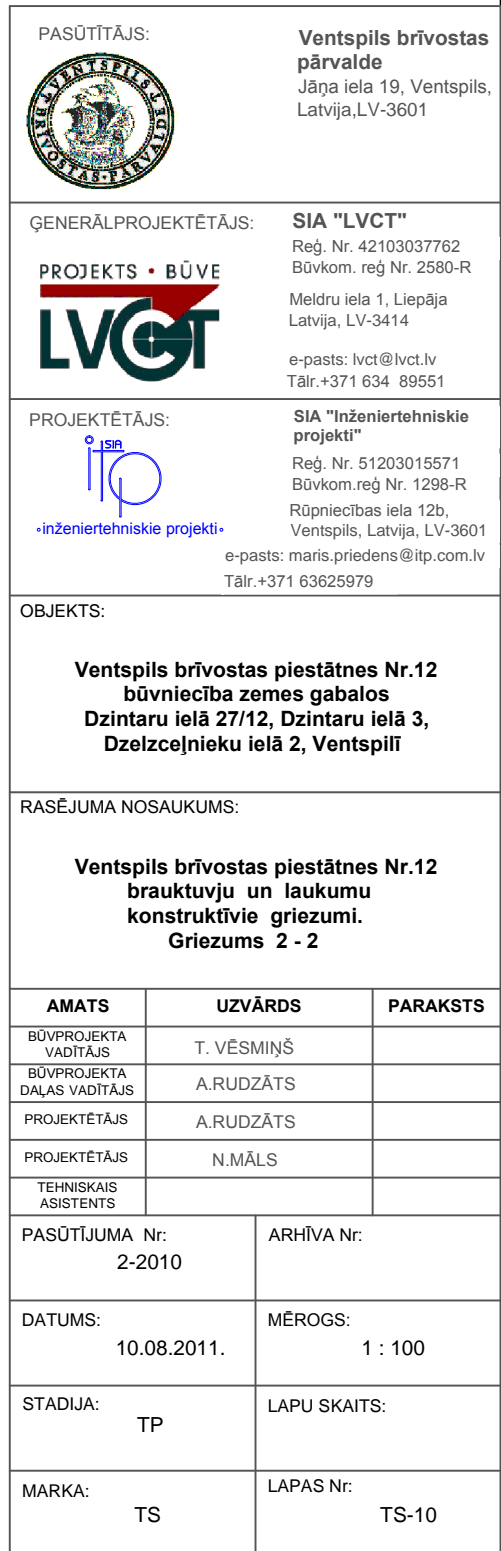 PASŪTĪTĀJS:
Ventspils brīvostas
pārvalde
Jāņa iela 19, Ventspils,
Latvija,LV-3601
VENTSPILS BRĪVOSTAS PĀRVALDE
ĢENERĀLPROJEKTĒTĀJS:
PROJEKTS • BŪVE
LVCT
SIA "LVCT"
Reģ. Nr. 42103037762
Būvkom. reģ Nr. 2580-R
Meldru iela 1, Liepāja
Latvija, LV-3414
e-pasts: lvct@lvct.lv
Tālr.+371 634 89551
PROJEKTĒTĀJS:
SIA
itp
∘inženiertehniskie projekti∘
SIA "Inženiertehniskie
projekti"
Reģ. Nr. 51203015571
Būvkom.reģ Nr. 1298-R
Rūpniecības iela 12b,
Ventspils, Latvija, LV-3601
e-pasts: maris.priedens@itp.com.lv
Tālr.+371 63625979
OBJEKTS:
Ventspils brīvostas piestātnes Nr.12
būvniecība zemes gabalos
Dzintaru ielā 27/12, Dzintaru ielā 3,
Dzelzceļnieku ielā 2, Ventspilī
RASĒJUMA NOSAUKUMS:
Ventspils brīvostas piestātnes Nr.12
brauktuvju un laukumu
konstruktīvie griezumi.
Griezums 2 - 2
AMATS UZVĀRDS PARAKSTS
BŪVPROJEKTA
VADĪTĀJS
T. VĒSMIŅŠ
BŪVPROJEKTA
DAĻAS VADĪTĀJS
A.RUDZĀTS
PROJEKTĒTĀJS A.RUDZĀTS
PROJEKTĒTĀJS N.MĀLS
TEHNISKAIS
ASISTENTS
PASŪTĪJUMA Nr:
2-2010
ARHĪVA Nr:
DATUMS:
10.08.2011.
MĒROGS:
1 : 100
STADIJA:
TP
LAPU SKAITS:
MARKA:
TS
LAPAS Nr:
TS-10